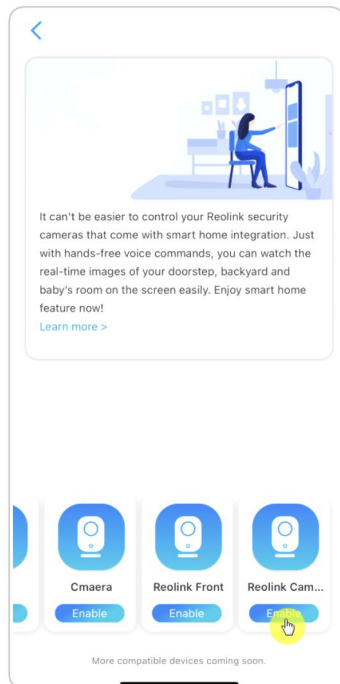 It can't be easier to control your Reolink security
cameras that come with smart home integration. Just
with hands-free voice commands, you can watch the
real-time images of your doorstep, backyard and
baby's room on the screen easily. Enjoy smart home
feature now!
Learn more >
Cmaera
Reolink Front
Reolink Cam...
Enable
Enable
Enable
More compatible devices coming soon.